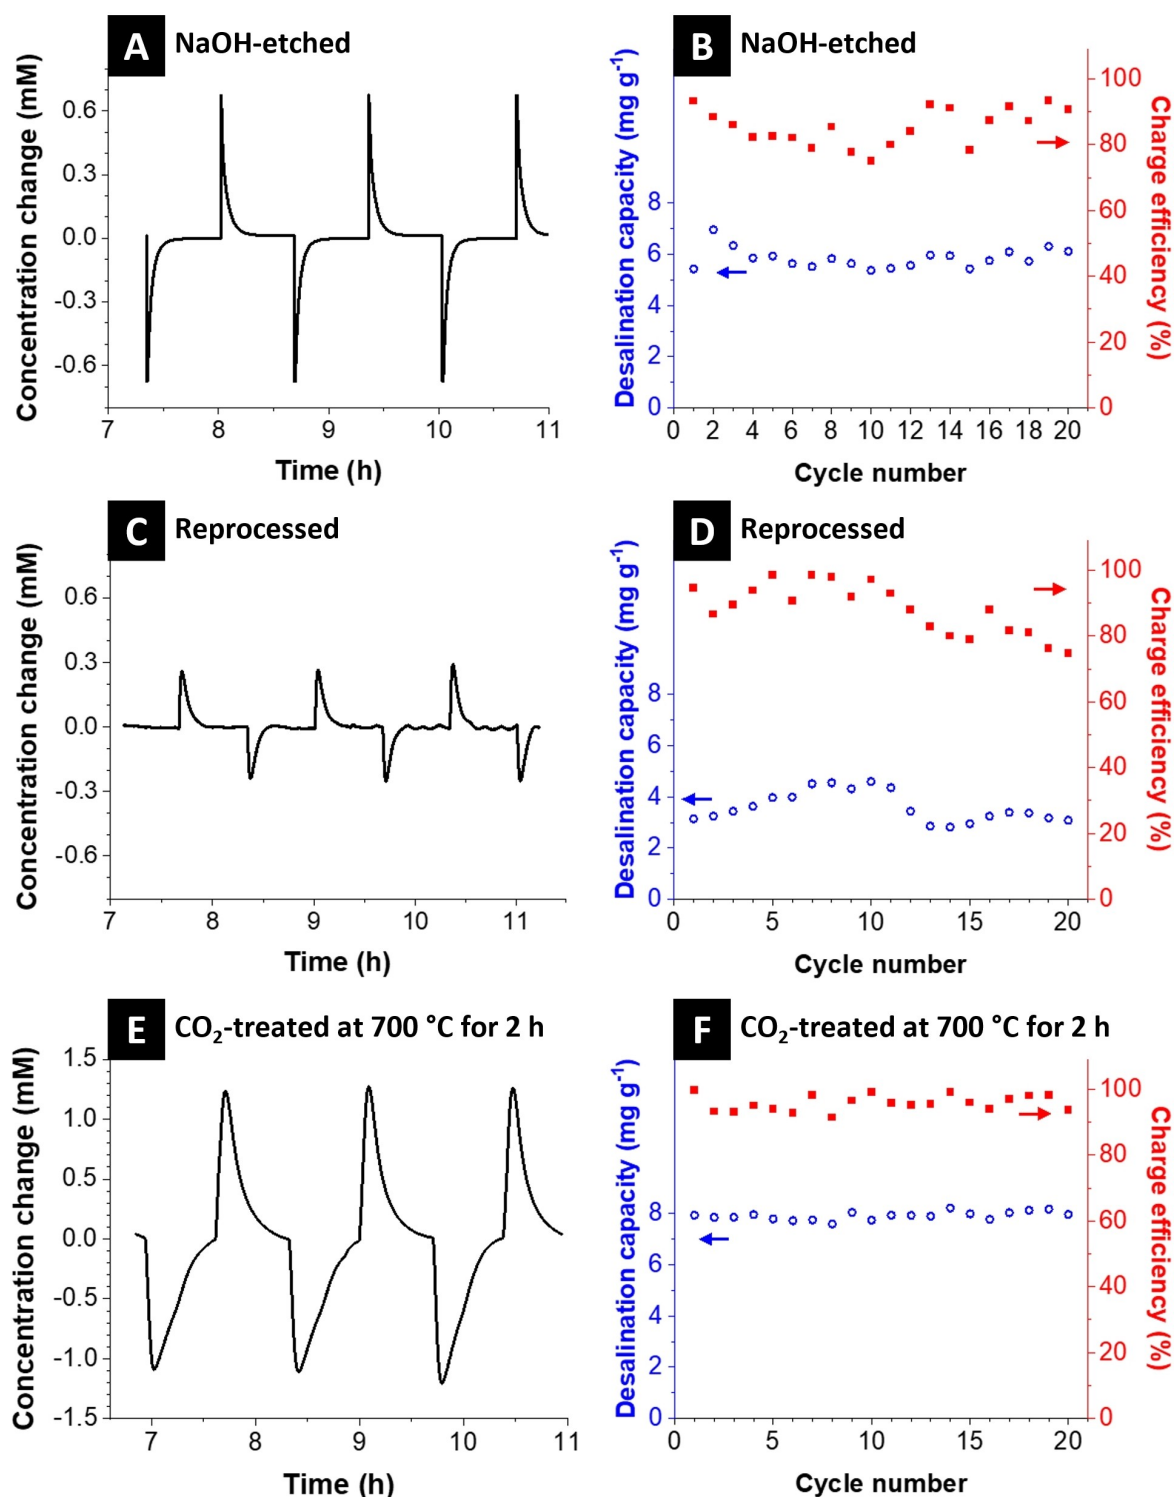 A NaOH-etched
Concentration change (mM)
0.6
0.3
0.0
-0.3
-0.6
7 8 9 10 11
Time (h)
B NaOH-etched
Desalination capacity (mg g⁻¹)
8
6
4
2
0
100
80
60
40
20
0
Charge efficiency (%)
0 2 4 6 8 10 12 14 16 18 20
Cycle number
C Reprocessed
Concentration change (mM)
0.6
0.3
0.0
-0.3
-0.6
7 8 9 10 11
Time (h)
D Reprocessed
Desalination capacity (mg g⁻¹)
8
6
4
2
0
100
80
60
40
20
0
Charge efficiency (%)
0 5 10 15 20
Cycle number
E CO₂-treated at 700 °C for 2 h
Concentration change (mM)
1.5
1.0
0.5
0.0
-0.5
-1.0
-1.5
7 8 9 10 11
Time (h)
F CO₂-treated at 700 °C for 2 h
Desalination capacity (mg g⁻¹)
8
6
4
2
0
100
80
60
40
20
0
Charge efficiency (%)
0 5 10 15 20
Cycle number